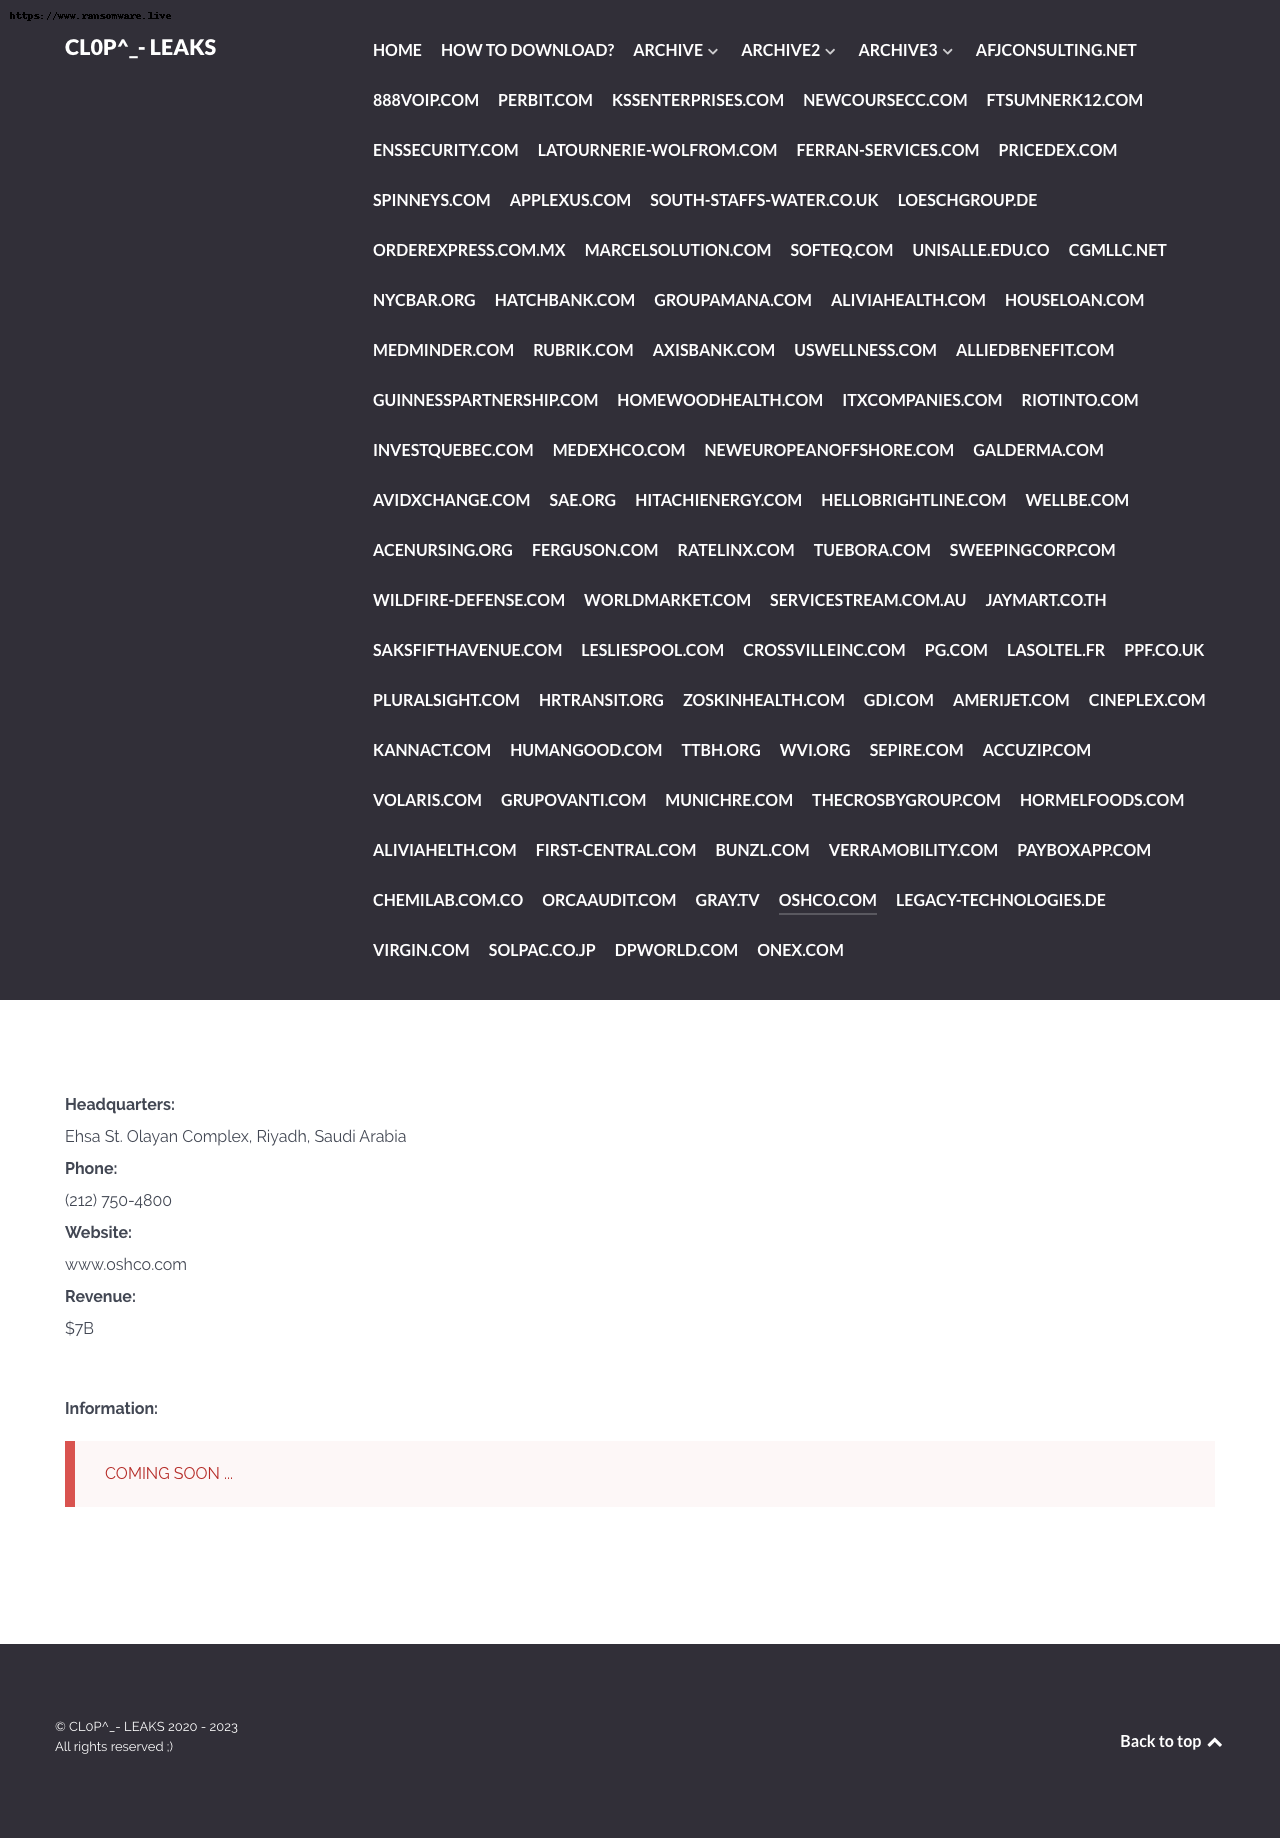 https://www.ransomware.live
CL0P^_- LEAKS
HOME HOW TO DOWNLOAD? ARCHIVE ARCHIVE2 ARCHIVE3 AFJCONSULTING.NET
888VOIP.COM PERBIT.COM KSSENTERPRISES.COM NEWCOURSECC.COM FTSUMNERK12.COM
ENSSECURITY.COM LATOURNERIE-WOLFROM.COM FERRAN-SERVICES.COM PRICEDEX.COM
SPINNEYS.COM APPLEXUS.COM SOUTH-STAFFS-WATER.CO.UK LOESCHGROUP.DE
ORDEREXPRESS.COM.MX MARCELSOLUTION.COM SOFTEQ.COM UNISALLE.EDU.CO CGMLLC.NET
NYCBAR.ORG HATCHBANK.COM GROUPAMANA.COM ALIVIAHEALTH.COM HOUSELOAN.COM
MEDMINDER.COM RUBRIK.COM AXISBANK.COM USWELLNESS.COM ALLIEDBENEFIT.COM
GUINNESSPARTNERSHIP.COM HOMEWOODHEALTH.COM ITXCOMPANIES.COM RIOTINTO.COM
INVESTQUEBEC.COM MEDEXHCO.COM NEWEUROPEANOFFSHORE.COM GALDERMA.COM
AVIDXCHANGE.COM SAE.ORG HITACHIENERGY.COM HELLOBRIGHTLINE.COM WELLBE.COM
ACENURSING.ORG FERGUSON.COM RATELINX.COM TUEBORA.COM SWEEPINGCORP.COM
WILDFIRE-DEFENSE.COM WORLDMARKET.COM SERVICESTREAM.COM.AU JAYMART.CO.TH
SAKSFIFTHAVENUE.COM LESLIESPOOL.COM CROSSVILLEINC.COM PG.COM LASOLTEL.FR PPF.CO.UK
PLURALSIGHT.COM HRTRANSIT.ORG ZOSKINHEALTH.COM GDI.COM AMERIJET.COM CINEPLEX.COM
KANNACT.COM HUMANGOOD.COM TTBH.ORG WVI.ORG SEPIRE.COM ACCUZIP.COM
VOLARIS.COM GRUPOVANTI.COM MUNICHRE.COM THECROSBYGROUP.COM HORMELFOODS.COM
ALIVIAHELTH.COM FIRST-CENTRAL.COM BUNZL.COM VERRAMOBILITY.COM PAYBOXAPP.COM
CHEMILAB.COM.CO ORCAAUDIT.COM GRAY.TV OSHCO.COM LEGACY-TECHNOLOGIES.DE
VIRGIN.COM SOLPAC.CO.JP DPWORLD.COM ONEX.COM
Headquarters:
Ehsa St. Olayan Complex, Riyadh, Saudi Arabia
Phone:
(212) 750-4800
Website:
www.oshco.com
Revenue:
$7B
Information:
COMING SOON ...
© CL0P^_- LEAKS 2020 - 2023
All rights reserved ;)
Back to top